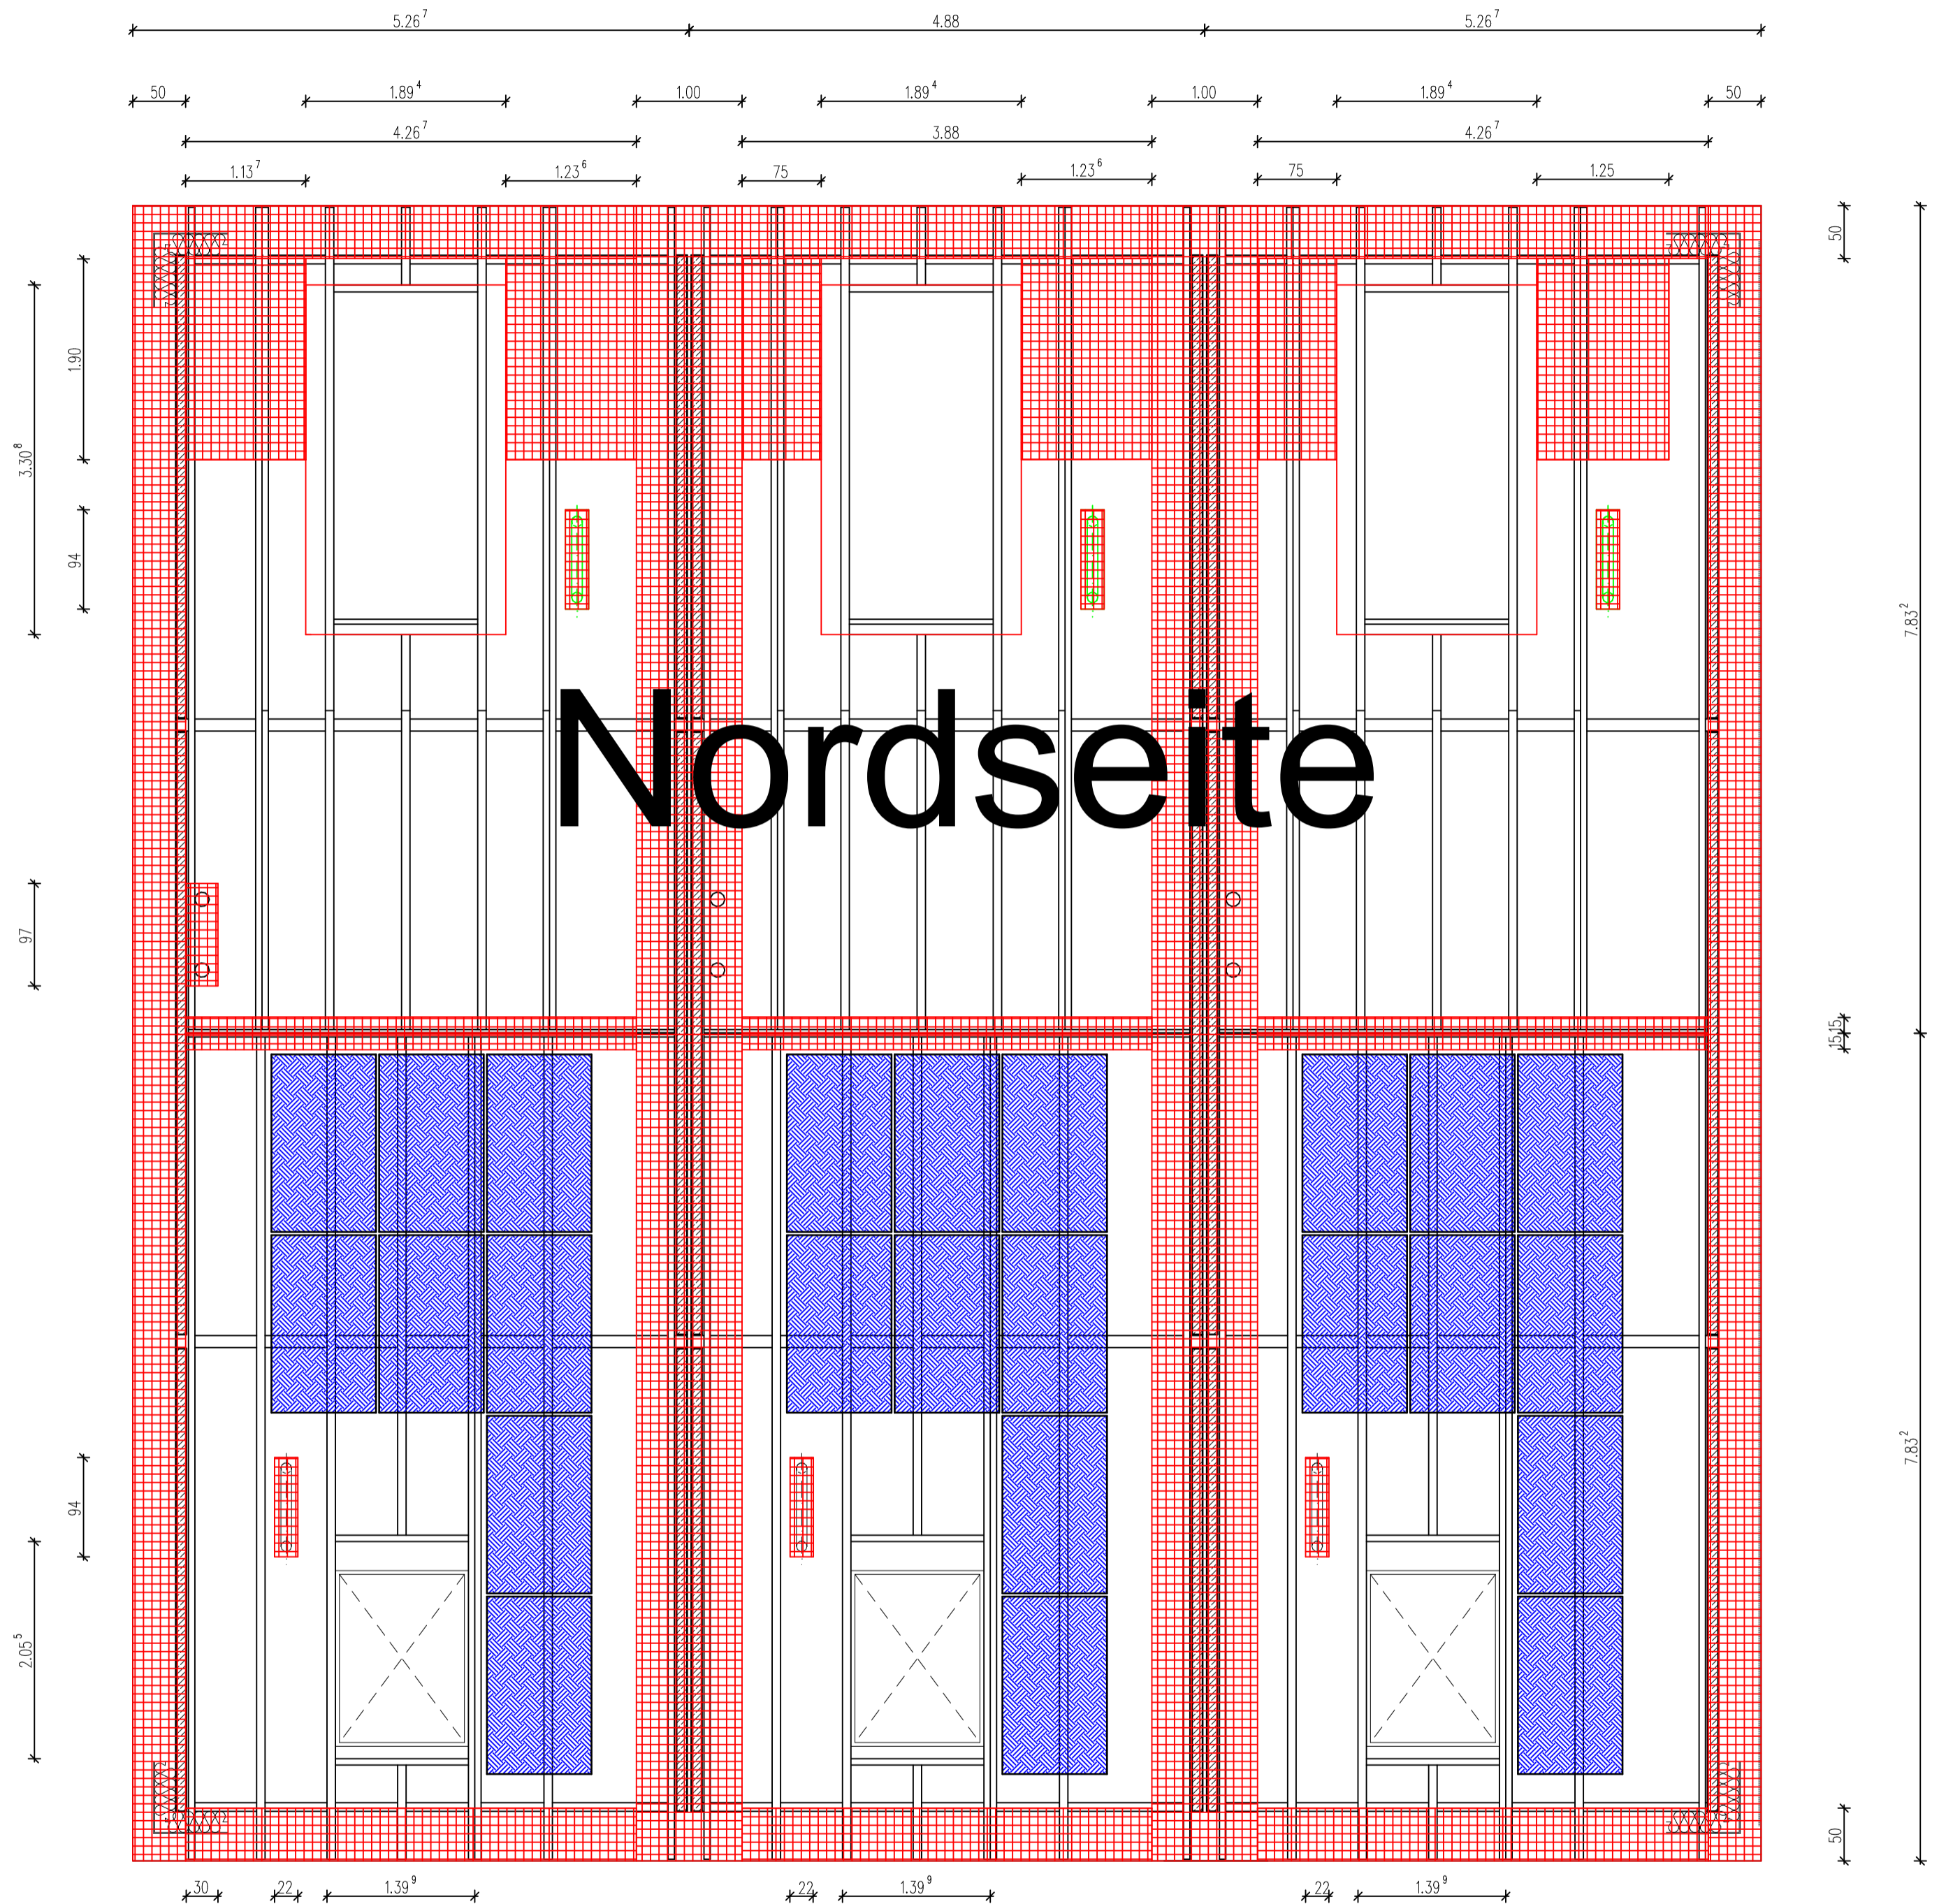 5.26⁷ 4.88 5.26⁷
50 1.89⁴ 1.00 1.89⁴ 1.00 1.89⁴ 50
4.26⁷ 3.88 4.26⁷
1.13⁷ 1.23⁶ 75 1.23⁶ 75 1.25
50
1.90
3.30⁸
94
7.83²
Nordseite
97
15 15
7.83²
94
2.05⁵
50
30 22 1.39⁹ 22 1.39⁹ 22 1.39⁹